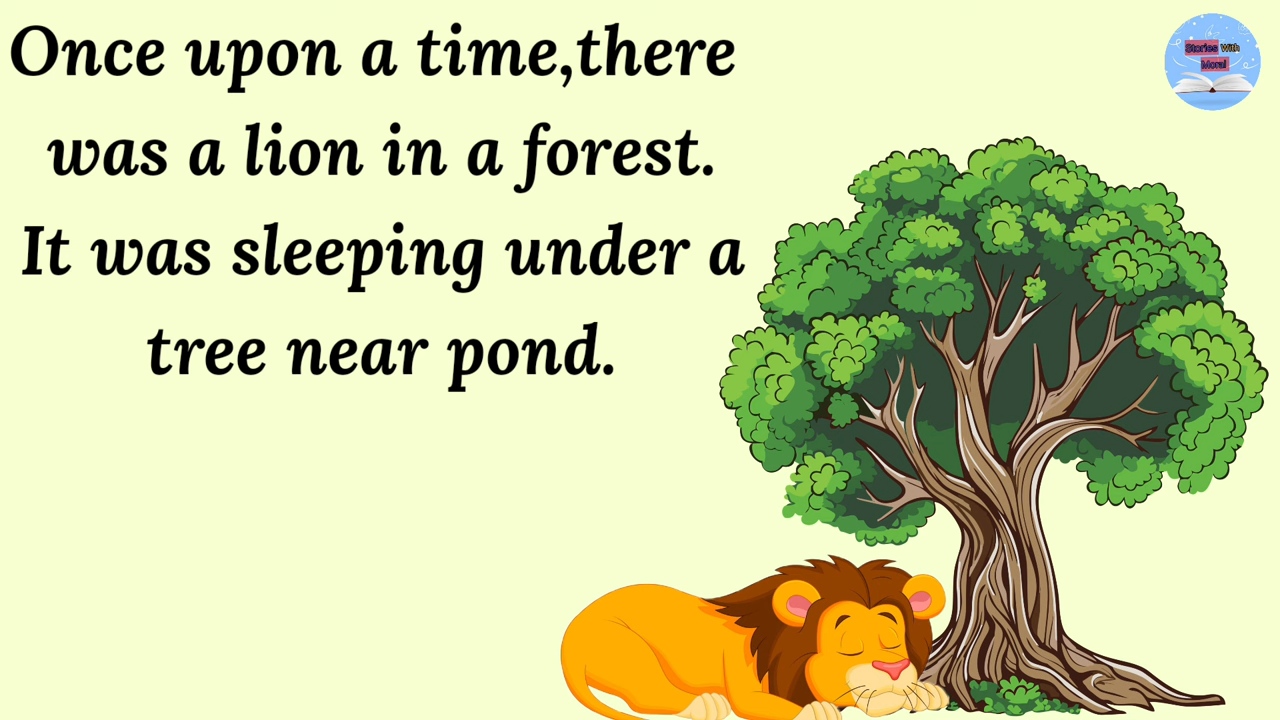 Once upon a time,there
was a lion in a forest.
It was sleeping under a
tree near pond.
Stories With
Moral